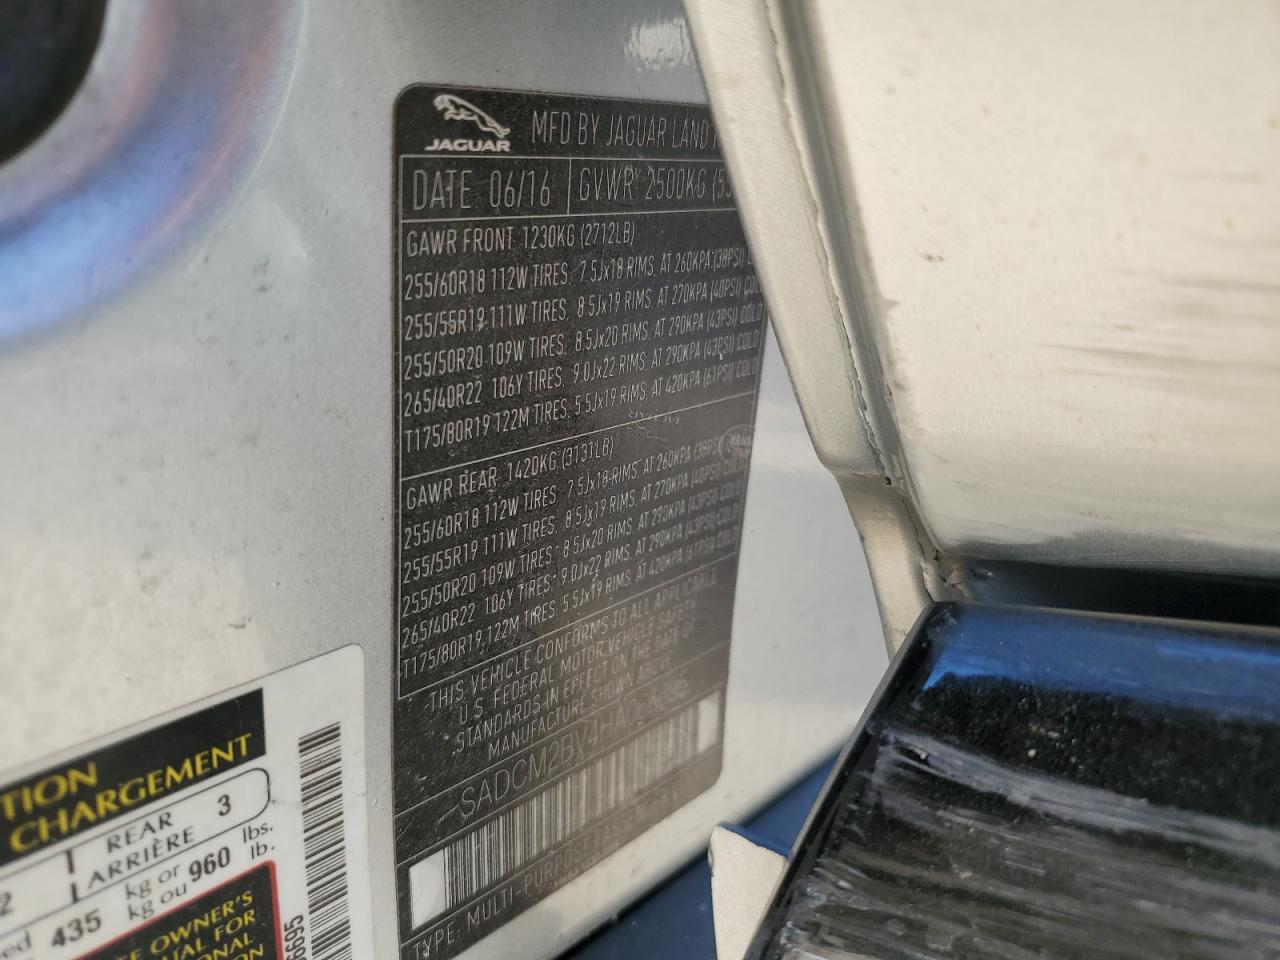 JAGUAR
MFD BY JAGUAR LAND
DATE: 06/16
GVWR: 2500KG
GAWR FRONT: 1230KG (2712LB)
255/60R18 112W TIRES, 7.5Jx18 RIMS, AT 260KPA (38PSI)
255/55R19 111W TIRES, 8.5Jx19 RIMS, AT 270KPA (40PSI) COLD
255/50R20 109W TIRES, 8.5Jx20 RIMS, AT 290KPA (43PSI) COLD
265/40R22 106Y TIRES, 9.0Jx22 RIMS, AT 290KPA (43PSI) COLD
T175/80R19 122M TIRES, 5.5Jx19 RIMS, AT 420KPA (61PSI) COLD
GAWR REAR: 1420KG (3131LB)
255/60R18 112W TIRES, 7.5Jx18 RIMS, AT 260KPA (38PSI)
255/55R19 111W TIRES, 8.5Jx19 RIMS, AT 270KPA (40PSI) COLD
255/50R20 109W TIRES, 8.5Jx20 RIMS, AT 290KPA (43PSI) COLD
265/40R22 106Y TIRES, 9.0Jx22 RIMS, AT 290KPA (43PSI) COLD
T175/80R19 122M TIRES, 5.5Jx19 RIMS, AT 420KPA (61PSI) COLD
THIS VEHICLE CONFORMS TO ALL APPLICABLE
U.S. FEDERAL MOTOR VEHICLE SAFETY
STANDARDS IN EFFECT ON THE DATE OF
MANUFACTURE SHOWN ABOVE
TYPE: MULTI-PURPOSE
TION
CHARGEMENT
2
REAR
ARRIÈRE
3
435
kg or
kg ou
960
lbs.
lb.
OWNER'S
FOR
6695